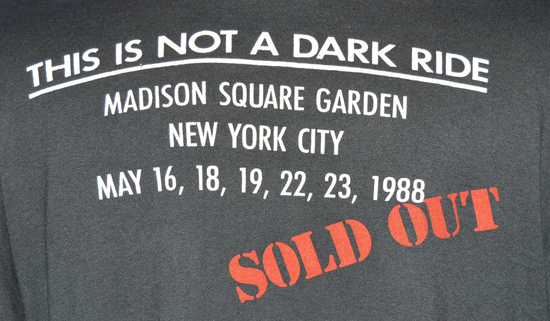 THIS IS NOT A DARK RIDE
MADISON SQUARE GARDEN
NEW YORK CITY
MAY 16, 18, 19, 22, 23, 1988
SOLD OUT